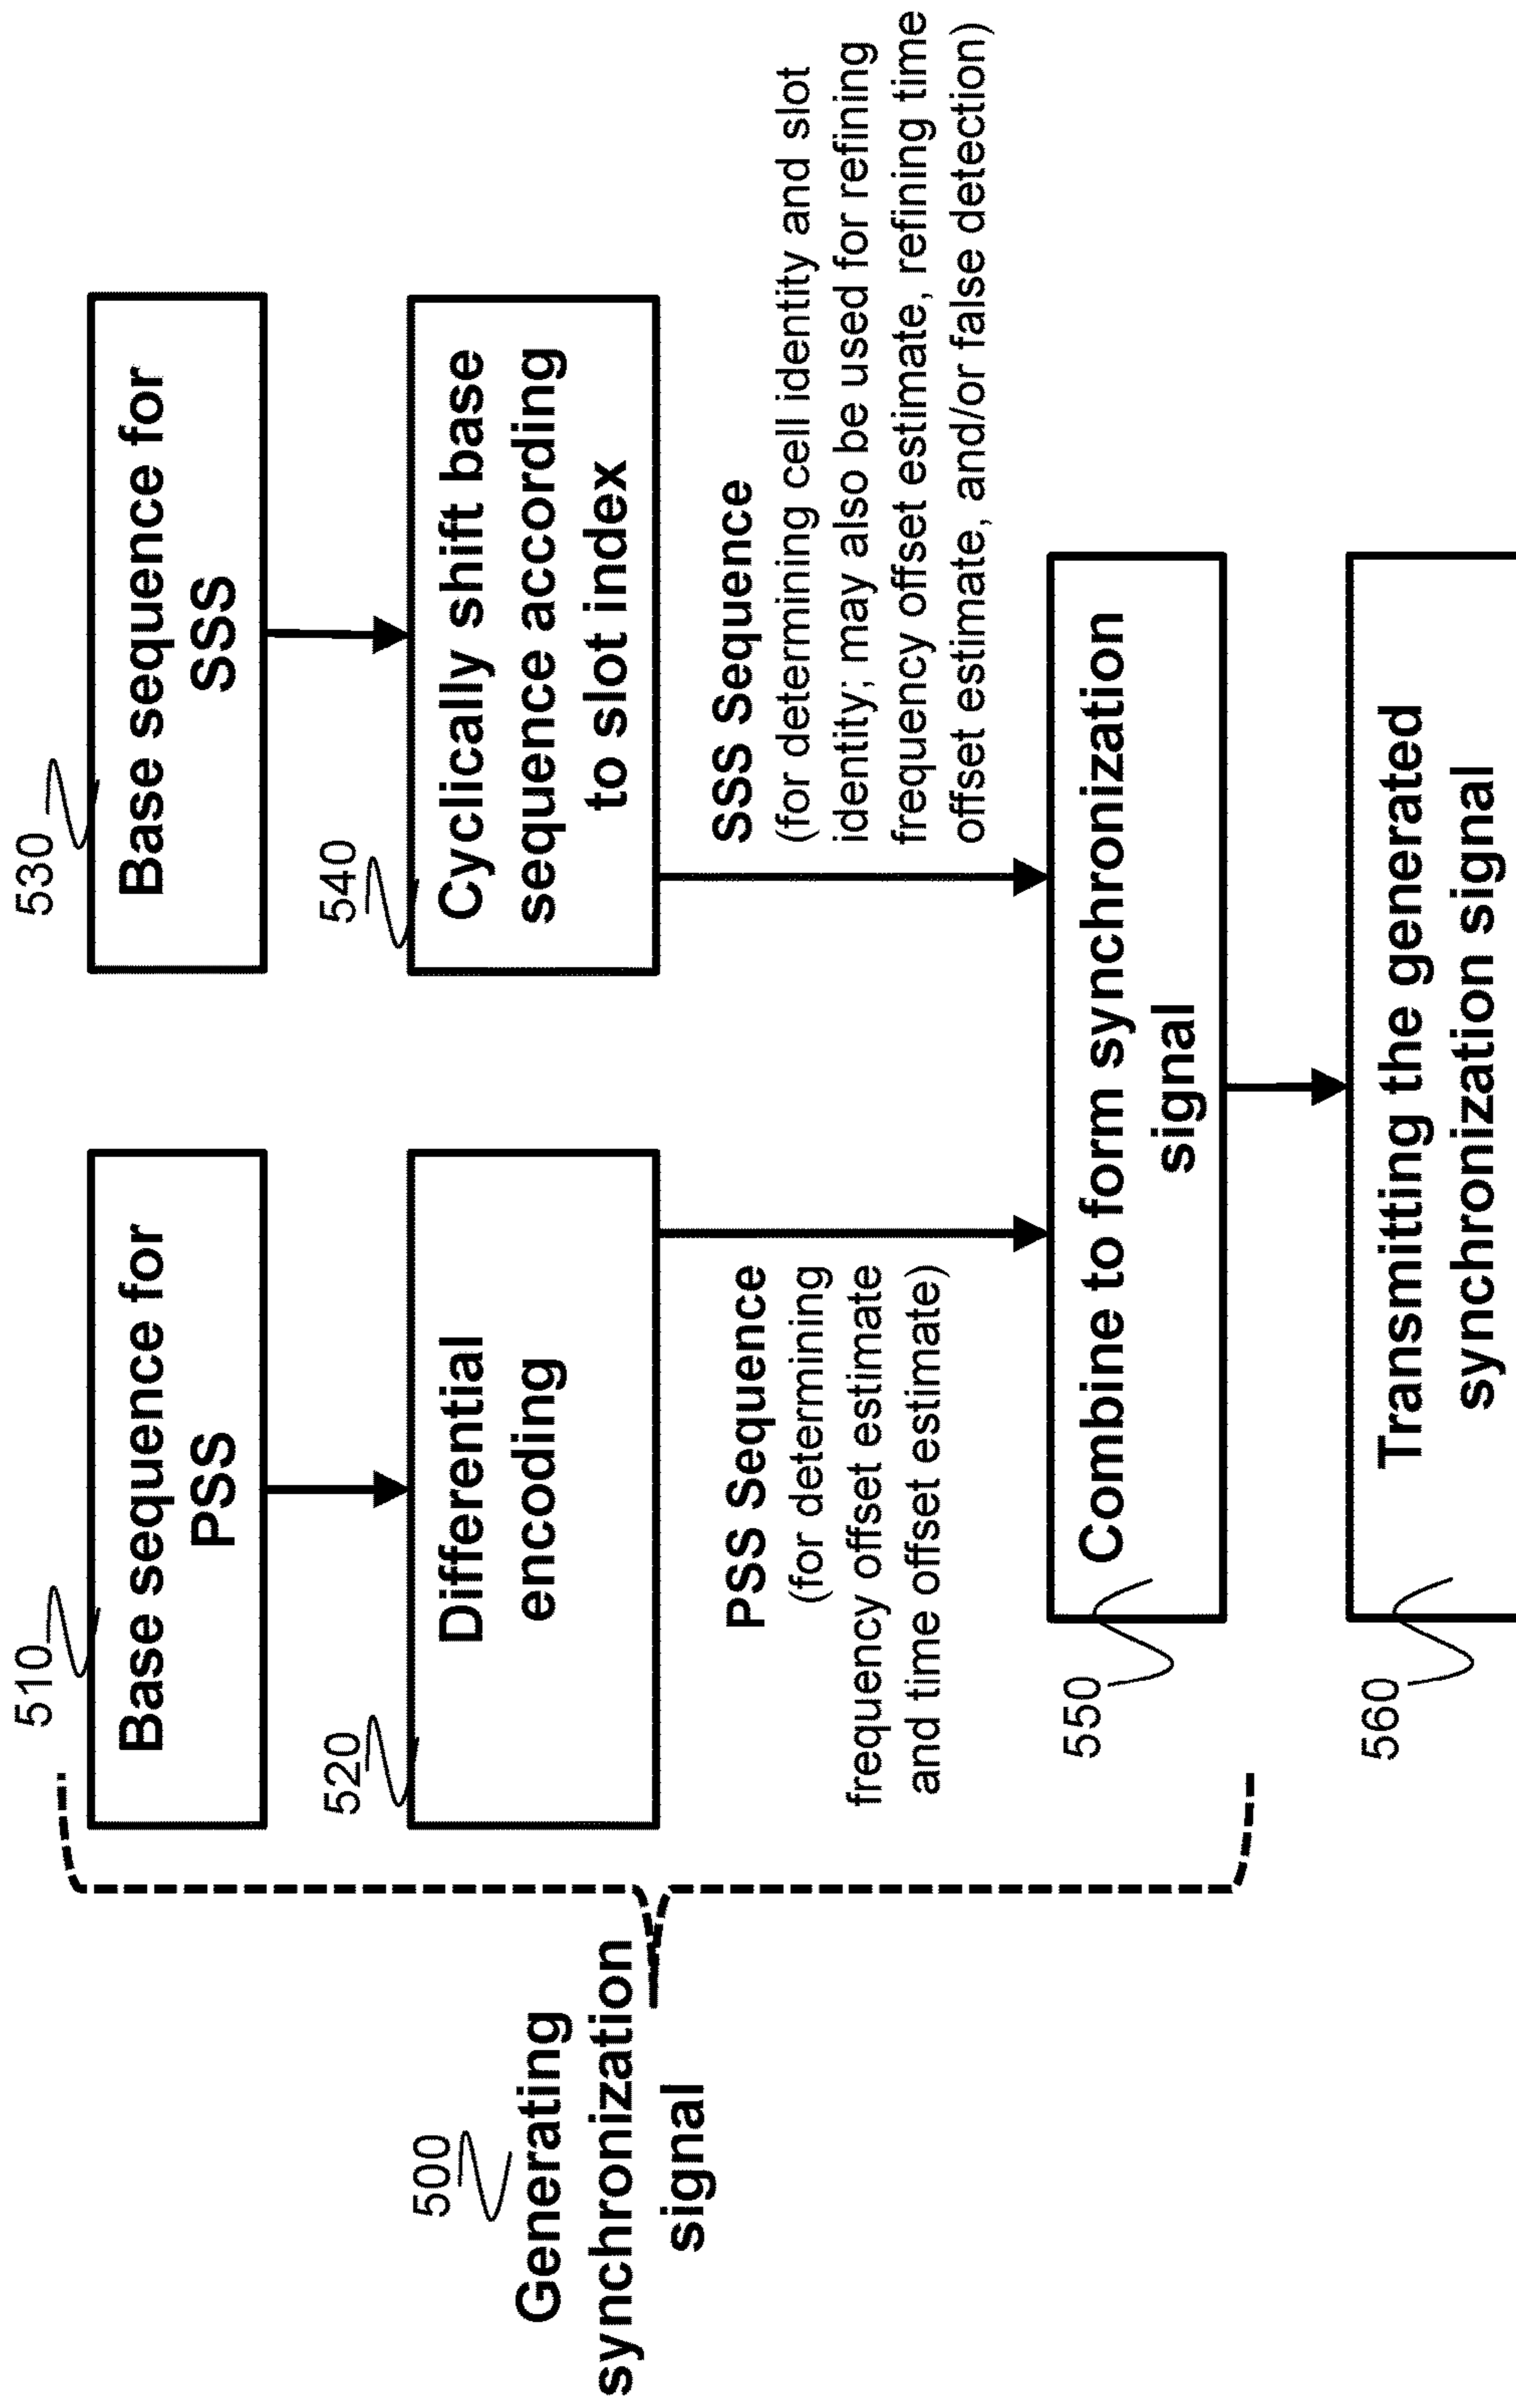 500
Generating
synchronization
signal
510
Base sequence for
PSS
520
Differential
encoding
PSS Sequence
(for determining
frequency offset estimate
and time offset estimate)
530
Base sequence for
SSS
540
Cyclically shift base
sequence according
to slot index
SSS Sequence
(for determining cell identity and slot
identity; may also be used for refining
frequency offset estimate, refining time
offset estimate, and/or false detection)
550
Combine to form synchronization
signal
560
Transmitting the generated
synchronization signal